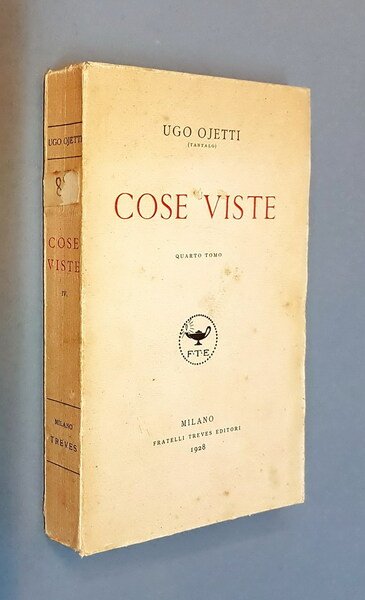 UGO OJETTI
(TANTALO)
COSE VISTE
QUARTO TOMO
F·T·E
MILANO
FRATELLI TREVES EDITORI
1928
UGO OJETTI
8
COSE
VISTE
IV.
MILANO
TREVES